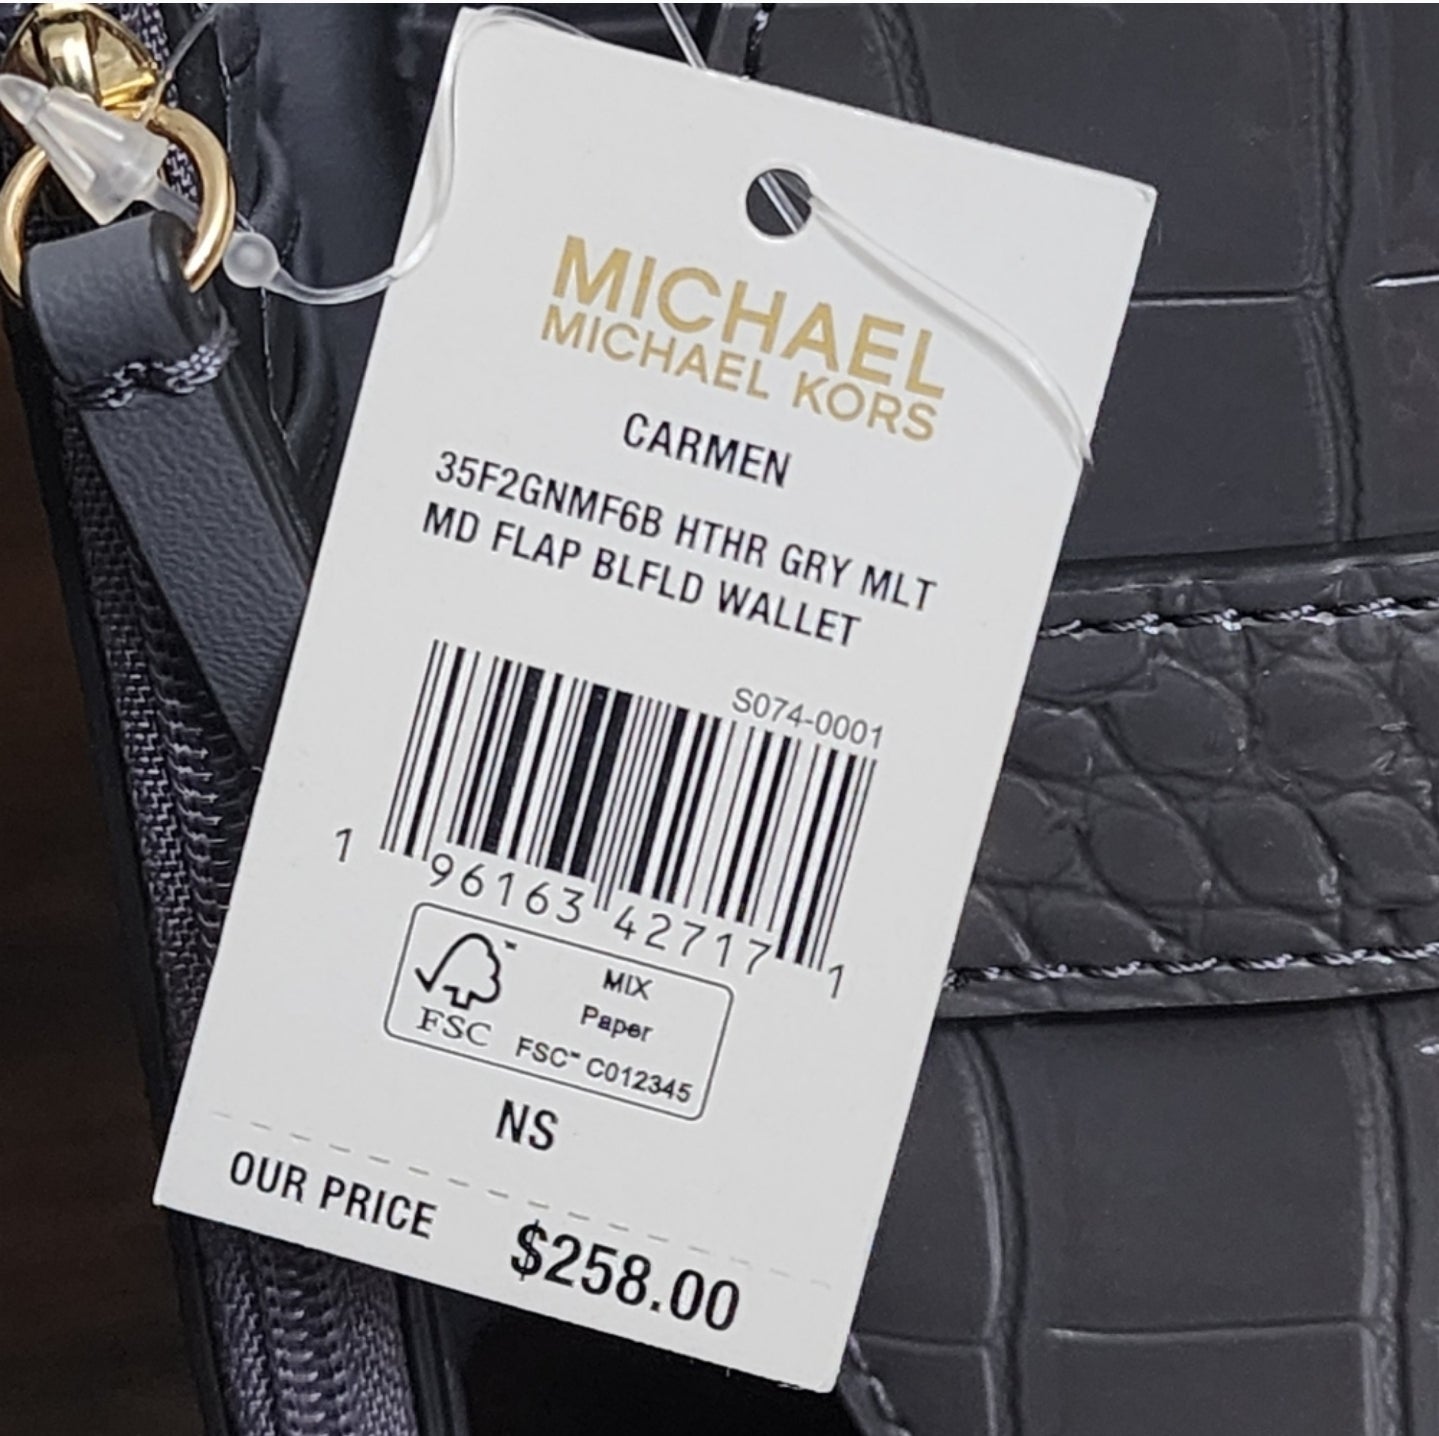 MICHAEL
MICHAEL KORS
CARMEN
35F2GNMF6B HTHR GRY MLT
MD FLAP BLFLD WALLET
S074-0001
1 96163 42717 1
FSC
MIX
Paper
FSC™ C012345
NS
OUR PRICE $258.00